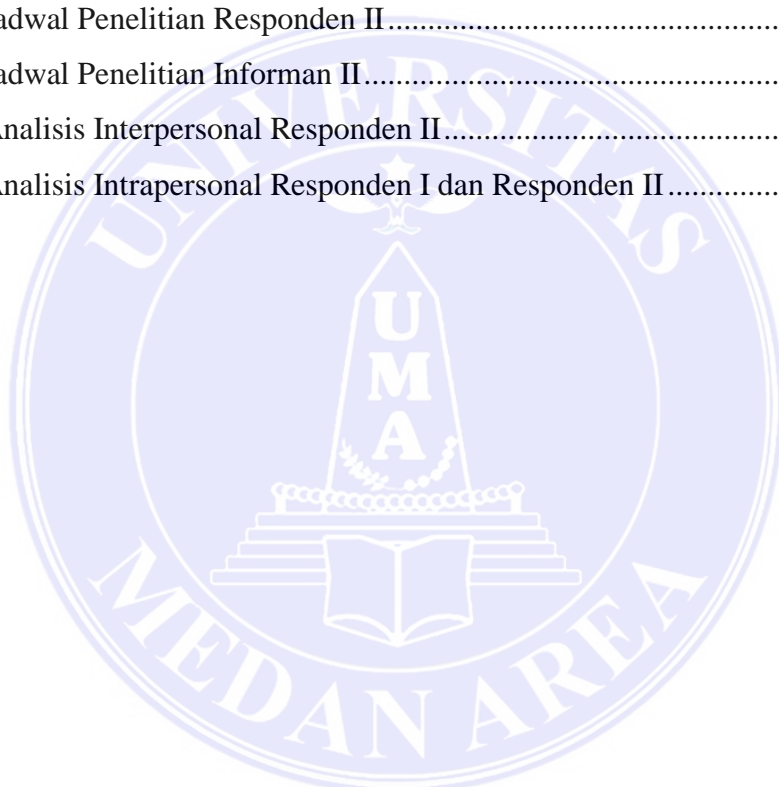 adwal Penelitian Responden II...........................................................
adwal Penelitian Informan II..............................................................
Analisis Interpersonal Responden II..................................................
Analisis Intrapersonal Responden I dan Responden II................
UNIVERSITAS
U
M
A
MEDAN AREA